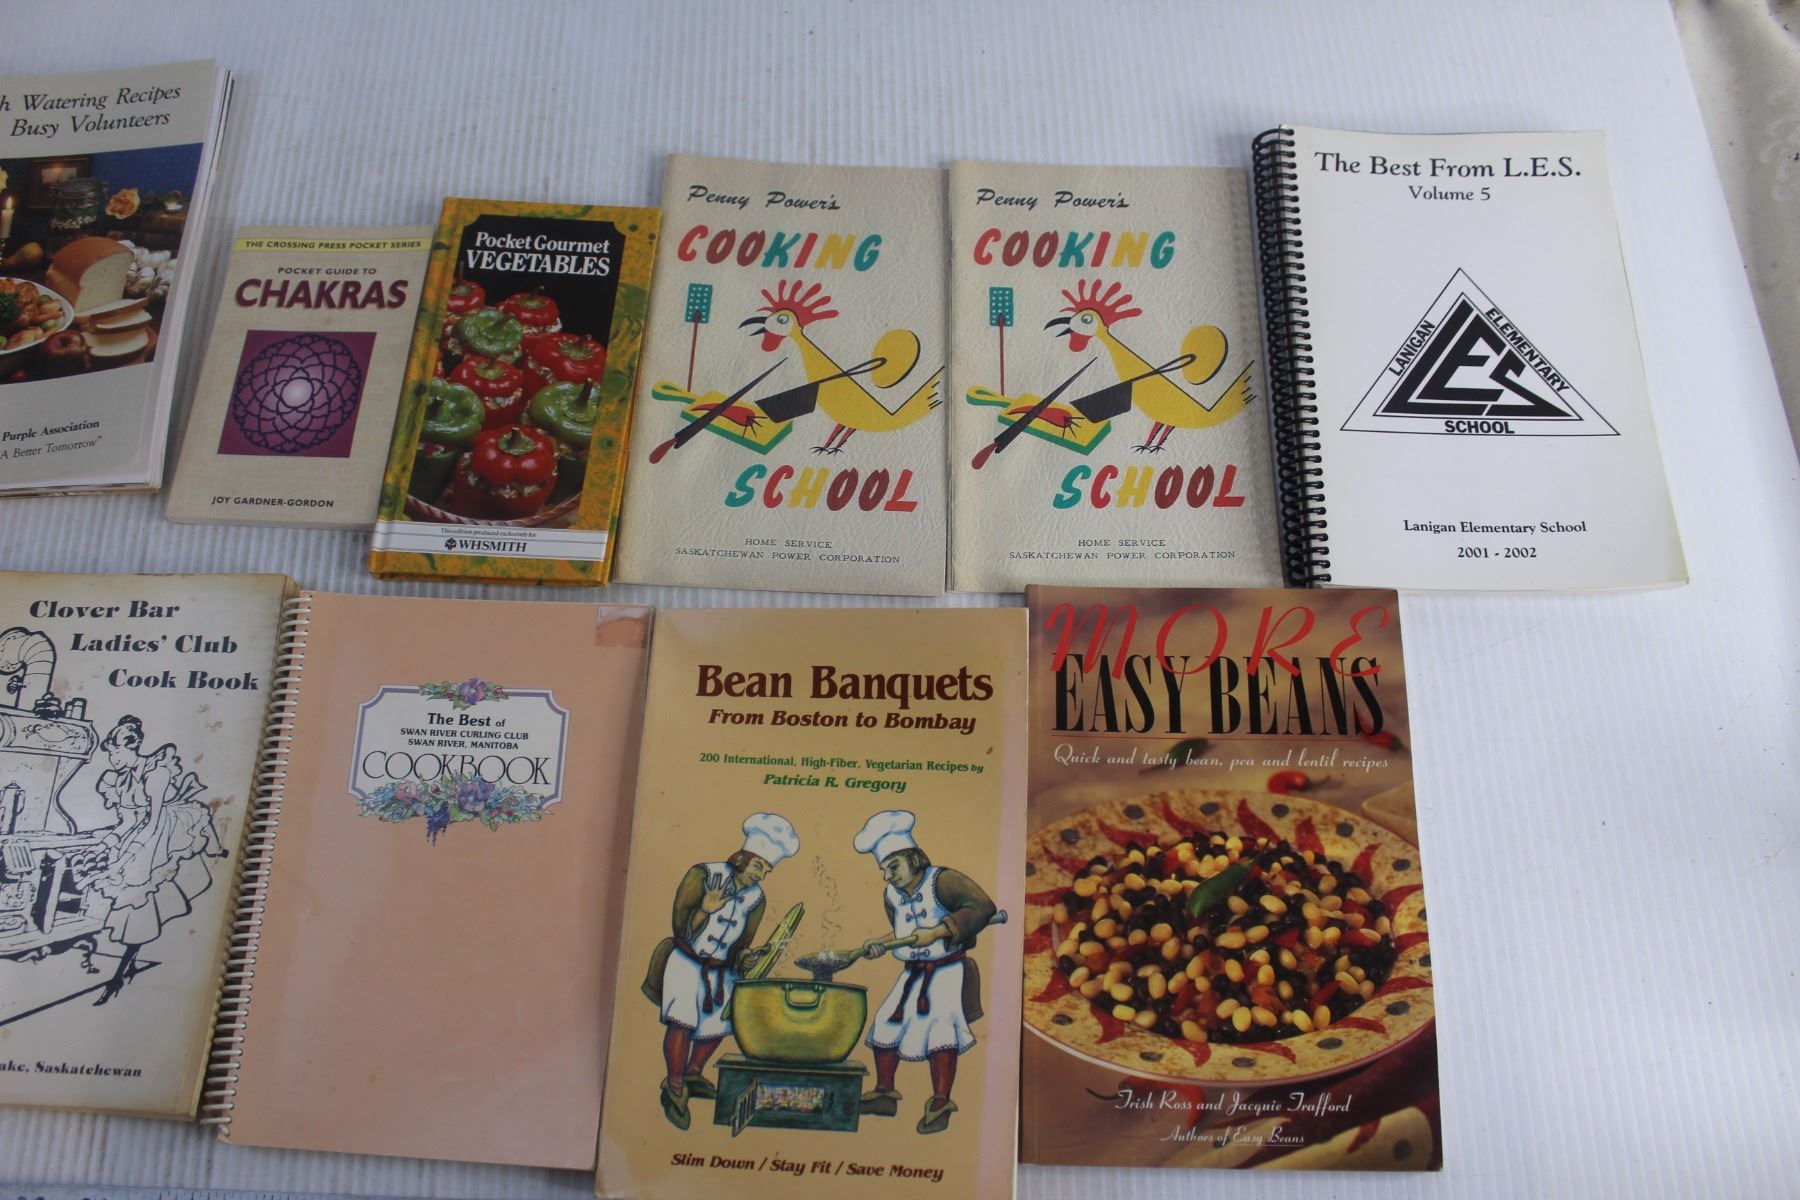 Watering Recipes
Busy Volunteers
Purple Association
A Better Tomorrow"
THE CROSSING PRESS POCKET SERIES
POCKET GUIDE TO
CHAKRAS
JOY GARDNER-GORDON
Pocket Gourmet
VEGETABLES
This edition produced exclusively for
WHSMITH
Penny Power's
COOKING
SCHOOL
HOME SERVICE
SASKATCHEWAN POWER CORPORATION
Penny Power's
COOKING
SCHOOL
HOME SERVICE
SASKATCHEWAN POWER CORPORATION
The Best From L.E.S.
Volume 5
LANIGAN
ELEMENTARY
LES
SCHOOL
Lanigan Elementary School
2001 - 2002
Clover Bar
Ladies' Club
Cook Book
Saskatchewan
The Best of
SWAN RIVER CURLING CLUB
SWAN RIVER, MANITOBA
COOKBOOK
Bean Banquets
From Boston to Bombay
200 International, High-Fiber, Vegetarian Recipes by
Patricia R. Gregory
Slim Down / Stay Fit / Save Money
MORE
EASY BEANS
Quick and tasty bean, pea and lentil recipes
Trish Ross and Jacquie Trafford
Authors of Easy Beans